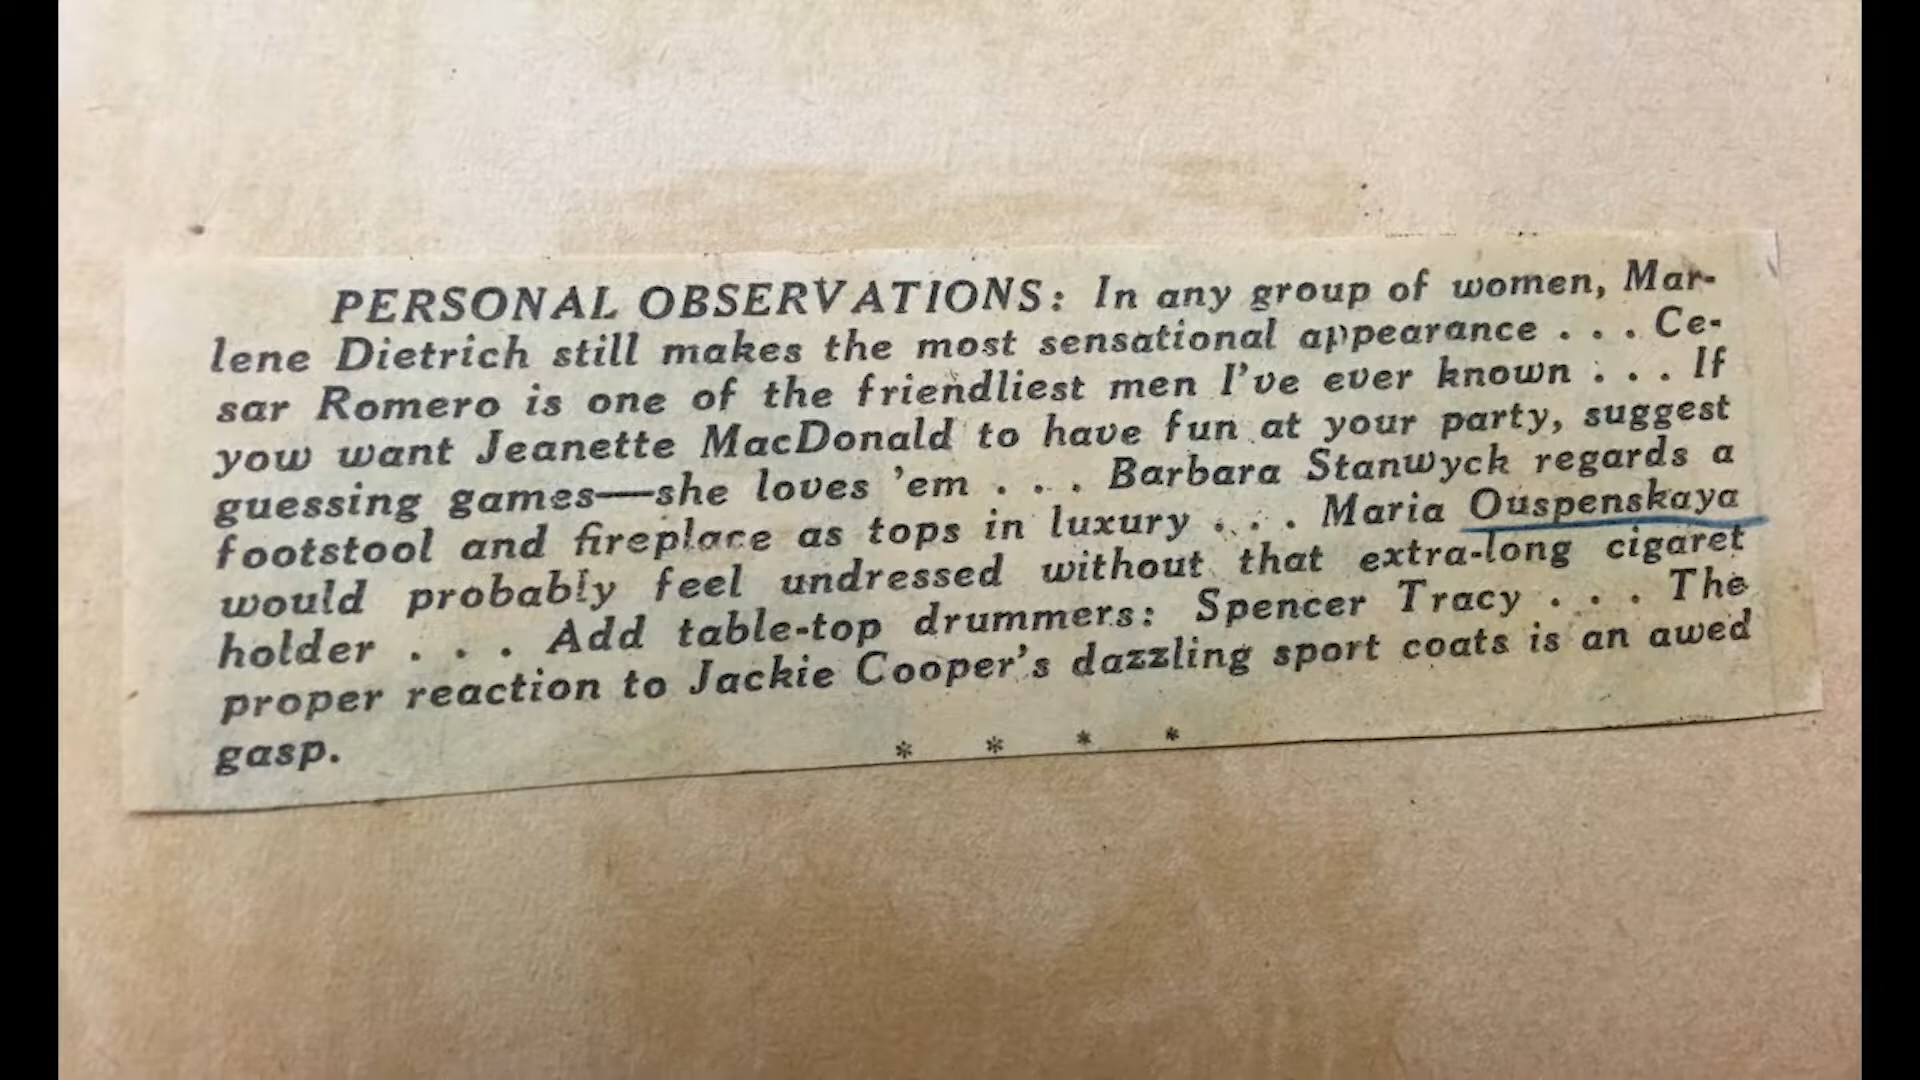 PERSONAL OBSERVATIONS: In any group of women, Mar-
lene Dietrich still makes the most sensational appearance . . . Ce-
sar Romero is one of the friendliest men I've ever known . . . If
yow want Jeanette MacDonald to have fun at your party, suggest
guessing games—she loves 'em . . . Barbara Stanwyck regards a
footstool and fireplace as tops in luxury . . . Maria Ouspenskaya
would probably feel undressed without that extra-long cigaret
holder . . . Add table-top drummers: Spencer Tracy . . . The
proper reaction to Jackie Cooper's dazzling sport coats is an awed
gasp.
* * * *